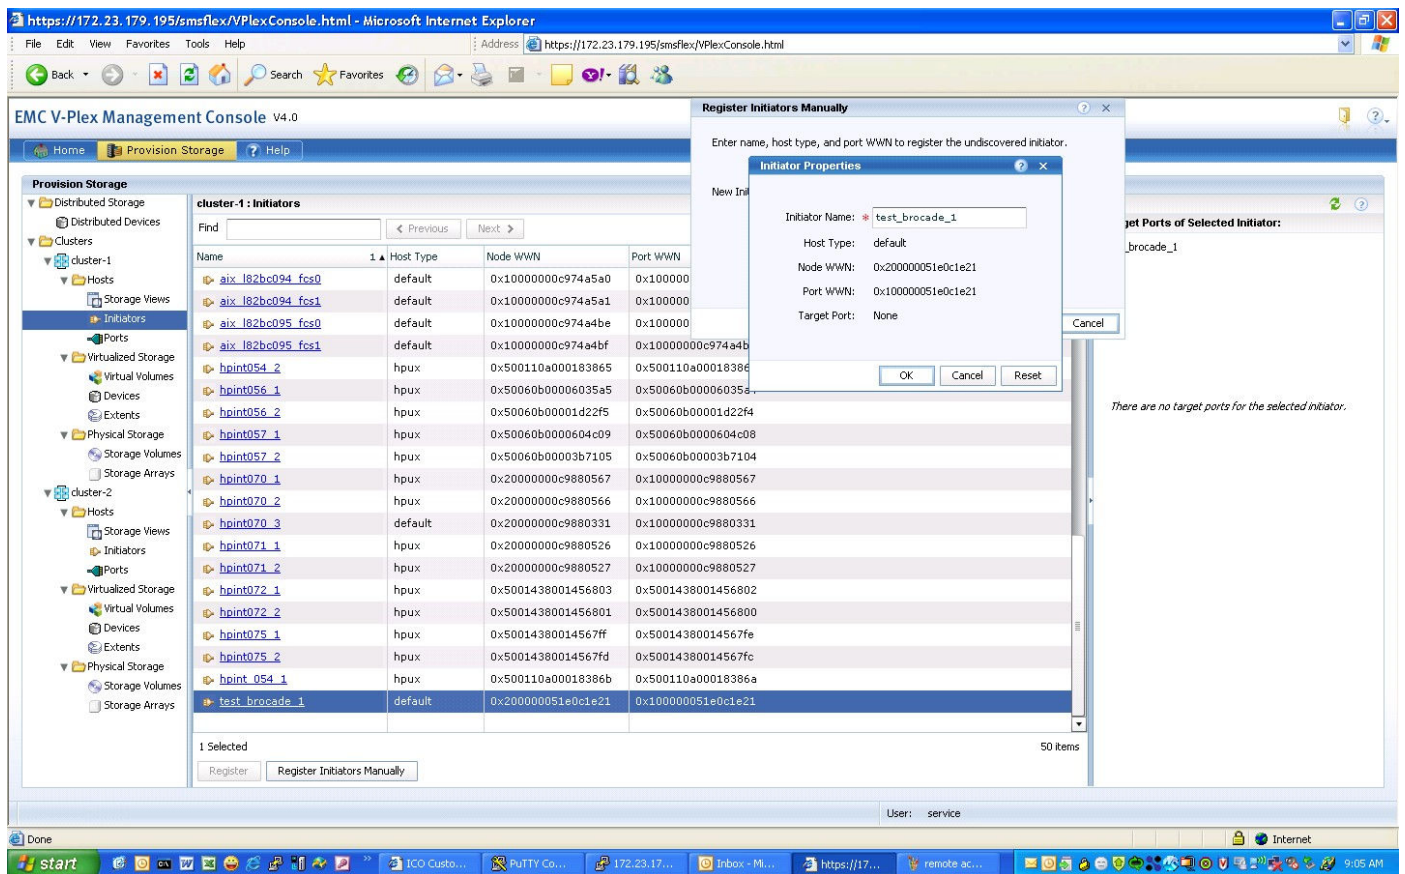 https://172.23.179.195/smsflex/VPlexConsole.html - Microsoft Internet Explorer
File Edit View Favorites Tools Help
Address https://172.23.179.195/smsflex/VPlexConsole.html
Back Search Favorites
EMC V-Plex Management Console V4.0
Home Provision Storage Help
Register Initiators Manually
Enter name, host type, and port WWN to register the undiscovered initiator.
New Ini
Cancel
Initiator Properties
Initiator Name: * test_brocade_1
Host Type: default
Node WWN: 0x200000051e0c1e21
Port WWN: 0x100000051e0c1e21
Target Port: None
OK Cancel Reset
Provision Storage
Distributed Storage
Distributed Devices
Clusters
cluster-1
Hosts
Storage Views
Initiators
Ports
Virtualized Storage
Virtual Volumes
Devices
Extents
Physical Storage
Storage Volumes
Storage Arrays
cluster-2
Hosts
Storage Views
Initiators
Ports
Virtualized Storage
Virtual Volumes
Devices
Extents
Physical Storage
Storage Volumes
Storage Arrays
cluster-1 : Initiators
Find Previous Next
Name 1 Host Type Node WWN Port WWN
aix_l82bc094_fcs0 default 0x10000000c974a5a0 0x100000
aix_l82bc094_fcs1 default 0x10000000c974a5a1 0x100000
aix_l82bc095_fcs0 default 0x10000000c974a4be 0x100000
aix_l82bc095_fcs1 default 0x10000000c974a4bf 0x10000000c974a4b
hpint054_2 hpux 0x500110a000183865 0x500110a00018386
hpint056_1 hpux 0x50060b00006035a5 0x50060b00006035a
hpint056_2 hpux 0x50060b00001d22f5 0x50060b00001d22f4
hpint057_1 hpux 0x50060b0000604c09 0x50060b0000604c08
hpint057_2 hpux 0x50060b00003b7105 0x50060b00003b7104
hpint070_1 hpux 0x20000000c9880567 0x10000000c9880567
hpint070_2 hpux 0x20000000c9880566 0x10000000c9880566
hpint070_3 default 0x20000000c9880331 0x10000000c9880331
hpint071_1 hpux 0x20000000c9880526 0x10000000c9880526
hpint071_2 hpux 0x20000000c9880527 0x10000000c9880527
hpint072_1 hpux 0x5001438001456803 0x5001438001456802
hpint072_2 hpux 0x5001438001456801 0x5001438001456800
hpint075_1 hpux 0x50014380014567ff 0x50014380014567fe
hpint075_2 hpux 0x50014380014567fd 0x50014380014567fc
hpint_054_1 hpux 0x500110a00018386b 0x500110a00018386a
test_brocade_1 default 0x200000051e0c1e21 0x100000051e0c1e21
1 Selected 50 items
Register Register Initiators Manually
get Ports of Selected Initiator:
_brocade_1
There are no target ports for the selected initiator.
User: service
Done Internet
start ICO Custo... PuTTY Co... 172.23.17... Inbox - Mi... https://17... remote ac... 9:05 AM